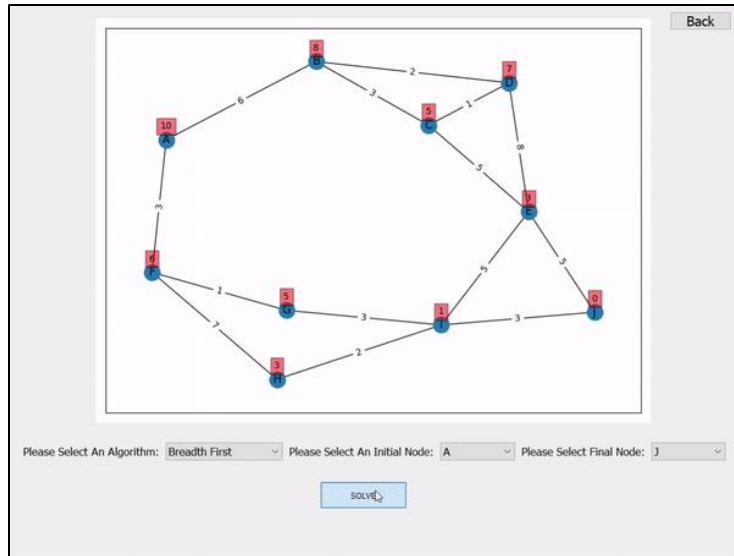 Back
8
B
7
D
2
6
3
5
C
1
10
A
8
5
3
E
3
6
F
5
5
1
5
G
0
J
3
1
I
3
7
3
H
2
Please Select An Algorithm: Breadth First Please Select An Initial Node: A Please Select Final Node: J
SOLVE